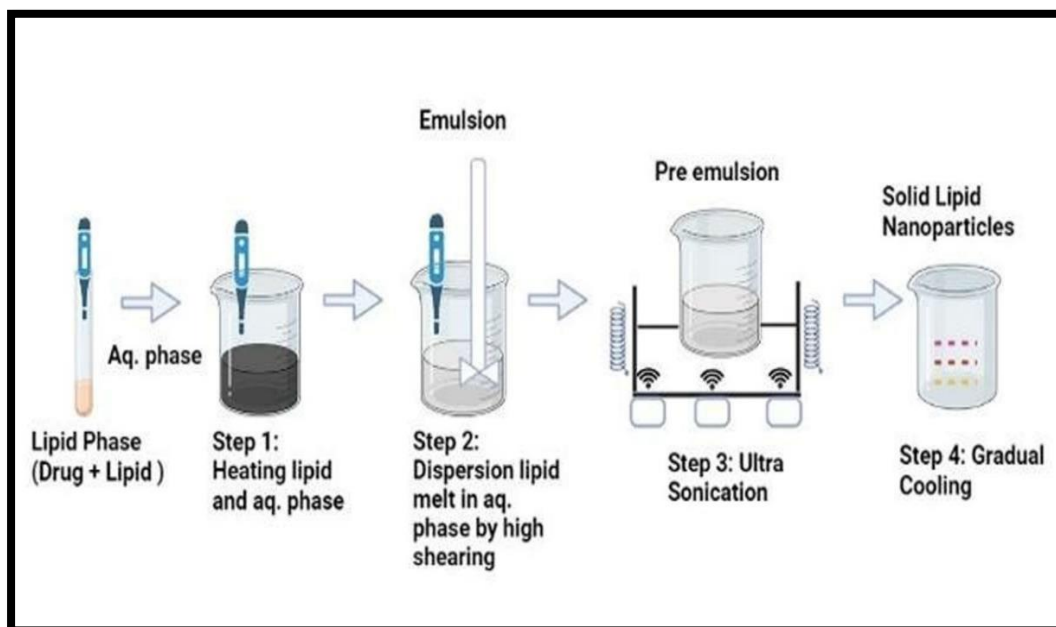 Emulsion
Pre emulsion
Solid Lipid
Nanoparticles
Aq. phase
Lipid Phase
(Drug + Lipid )
Step 1:
Heating lipid
and aq. phase
Step 2:
Dispersion lipid
melt in aq.
phase by high
shearing
Step 3: Ultra
Sonication
Step 4: Gradual
Cooling